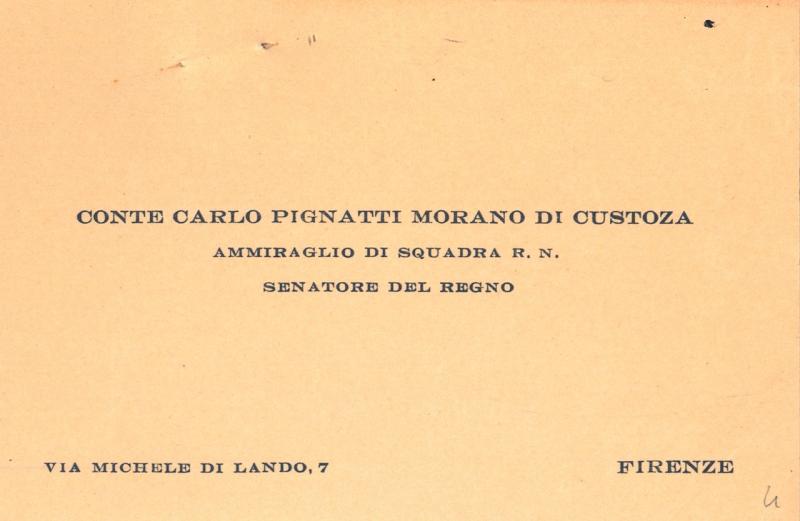 CONTE CARLO PIGNATTI MORANO DI CUSTOZA
AMMIRAGLIO DI SQUADRA R. N.
SENATORE DEL REGNO
VIA MICHELE DI LANDO, 7
FIRENZE